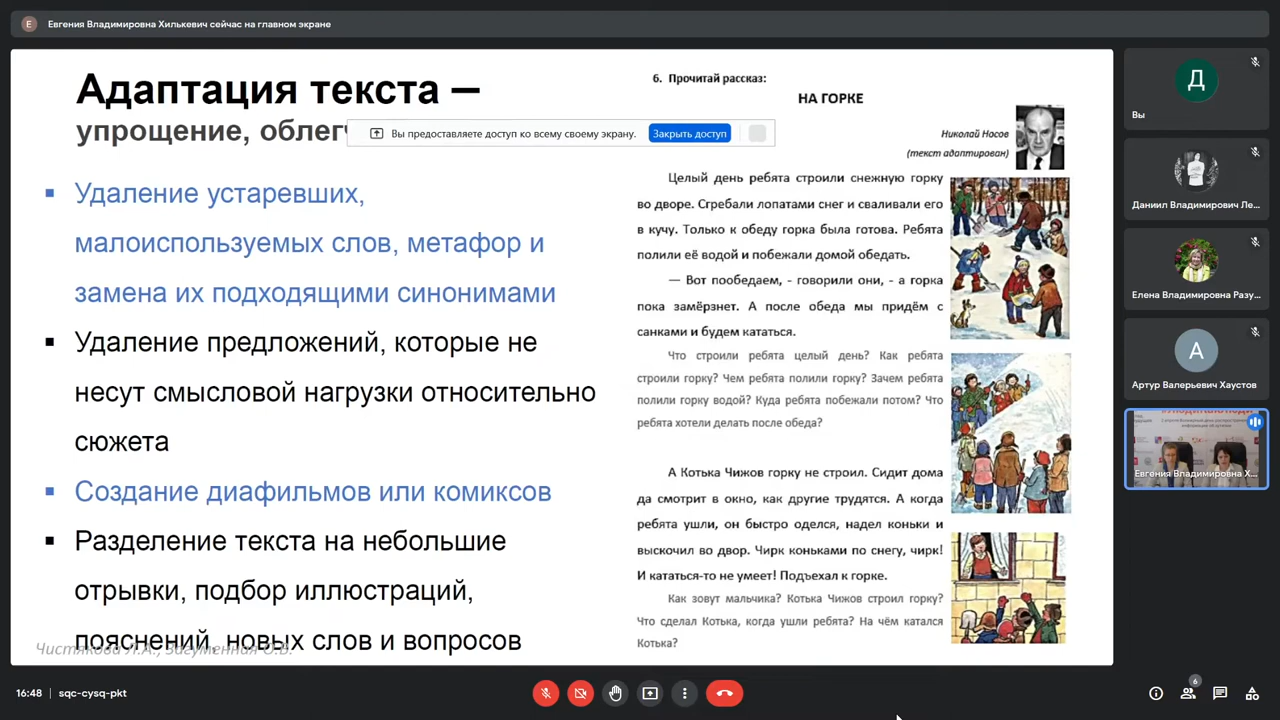 Евгения Владимировна Хилькевич сейчас на главном экране
Адаптация текста –
упрощение, облегч
Вы предоставляете доступ ко всему своему экрану.
Закрыть доступ
Удаление устаревших,
малоиспользуемых слов, метафор и
замена их подходящими синонимами
Удаление предложений, которые не
несут смысловой нагрузки относительно
сюжета
Создание диафильмов или комиксов
Разделение текста на небольшие
отрывки, подбор иллюстраций,
пояснений, новых слов и вопросов
Чистякова Л.А., Загуменная О.В.
6. Прочитай рассказ:
НА ГОРКЕ
Николай Носов
(текст адаптирован)
Целый день ребята строили снежную горку
во дворе. Сгребали лопатами снег и сваливали его
в кучу. Только к обеду горка была готова. Ребята
полили её водой и побежали домой обедать.
— Вот пообедаем, - говорили они, - а горка
пока замёрзнет. А после обеда мы придём с
санками и будем кататься.
Что строили ребята целый день? Как ребята
строили горку? Чем ребята полили горку? Зачем ребята
полили горку водой? Куда ребята побежали потом? Что
ребята хотели делать после обеда?
А Котька Чижов горку не строил. Сидит дома
да смотрит в окно, как другие трудятся. А когда
ребята ушли, он быстро оделся, надел коньки и
выскочил во двор. Чирк коньками по снегу, чирк!
И кататься-то не умеет! Подъехал к горке.
Как зовут мальчика? Котька Чижов строил горку?
Что сделал Котька, когда ушли ребята? На чём катался
Котька?
Е
Д
Вы
Даниил Владимирович Ле...
Елена Владимировна Разу...
А
Артур Валерьевич Хаустов
Евгения Владимировна Х...
16:48 | sqc-cysq-pkt
6